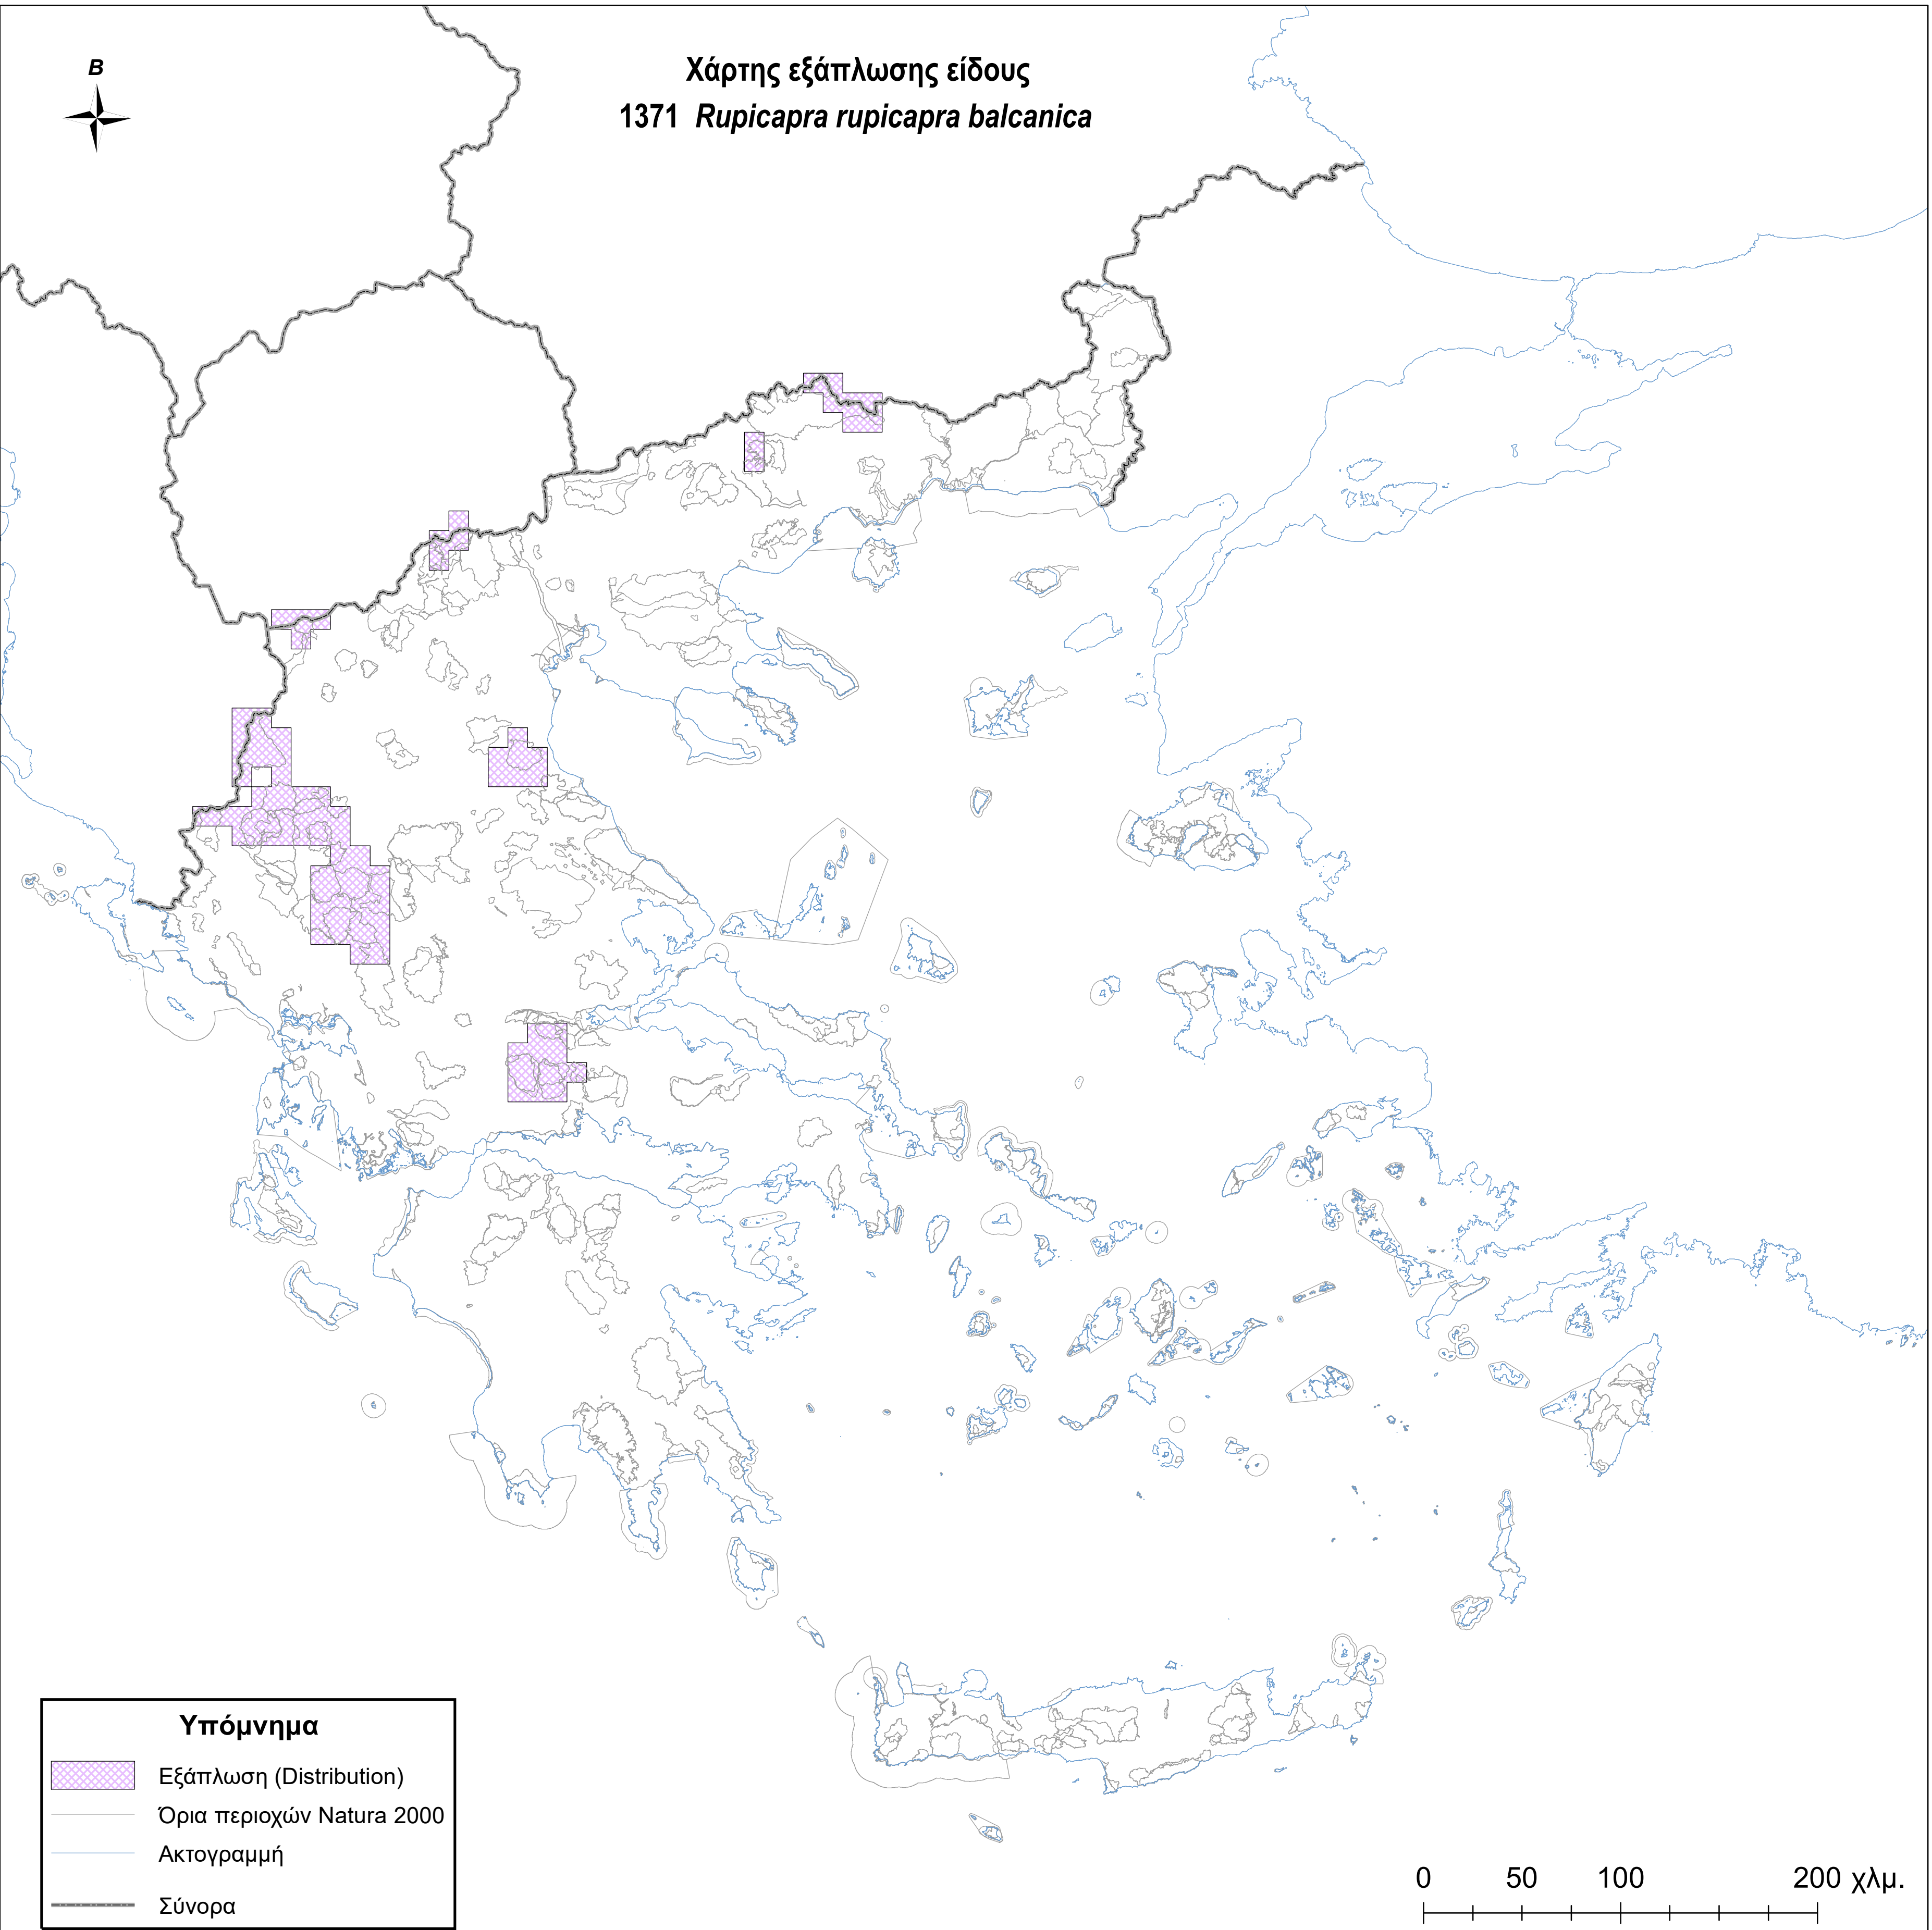 Β
Χάρτης εξάπλωσης είδους
1371 Rupicapra rupicapra balcanica
Υπόμνημα
Εξάπλωση (Distribution)
Όρια περιοχών Natura 2000
Ακτογραμμή
Σύνορα
0 50 100 200 χλμ.